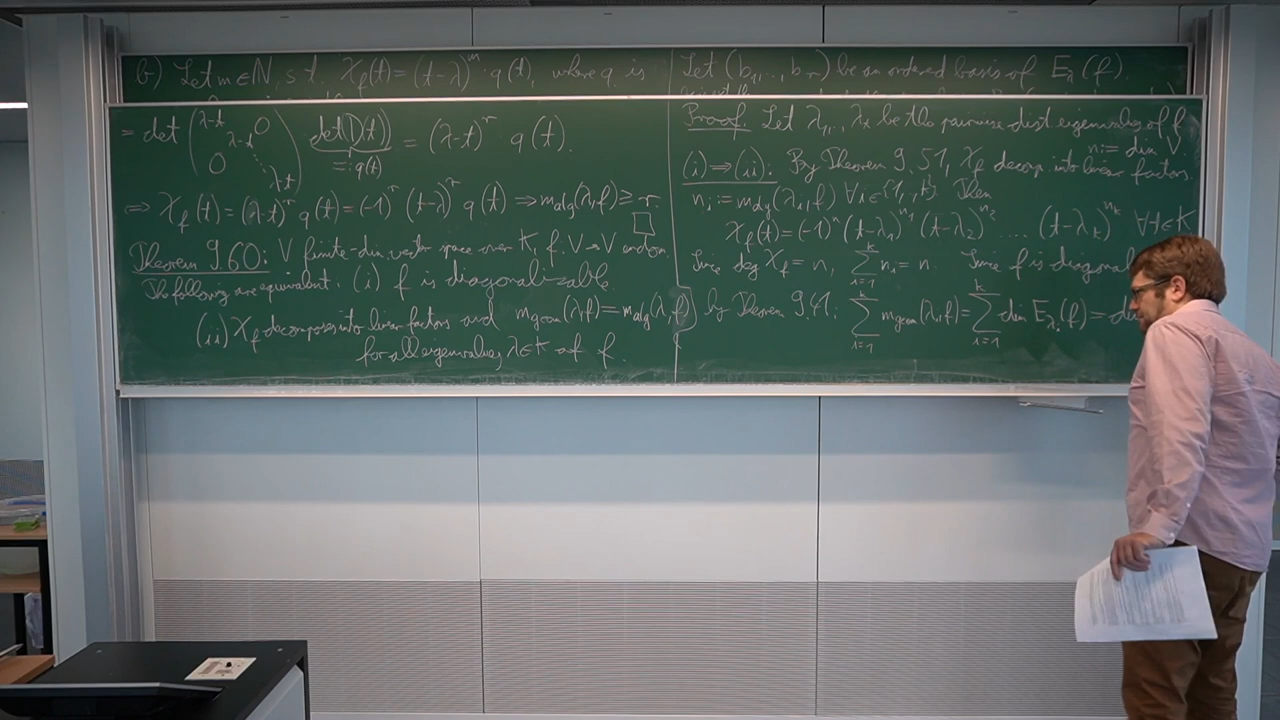 b) Let m ∈ N, s.t. χ_f(t) = (t-λ)^m · q(t), where q is
= det (λ-t λ-t 0 0 ⋱ λ-t) det(D(t)) = (λ-t)^r q(t).
=: q(t)
⇒ χ_f(t) = (λ-t)^r q(t) = (-1)^r (t-λ)^r q(t) ⇒ m_alg(λ,f) ≥ r □
Theorem 9.60: V finite-dim. vector space over K, f: V → V endom.
The following are equivalent: (i) f is diagonalizable.
(ii) χ_f decomposes into linear factors and m_geom(λ,f) = m_alg(λ,f)
for all eigenvalues λ ∈ K of f.
Let (b_1, .., b_r) be an ordered basis of E_λ(f).
Proof. Let λ_1, .., λ_k be the pairwise dist. eigenvalues of f
n := dim V
(i) ⇒ (ii): By Theorem 9.51, χ_f decomp. into linear factors.
n_i := m_alg(λ_i, f) ∀i ∈ {1,..,k}. Then
χ_f(t) = (-1)^n (t-λ_1)^{n_1} (t-λ_2)^{n_2} .... (t-λ_k)^{n_k} ∀t ∈ K
Since deg χ_f = n, ∑_{i=1}^k n_i = n. Since f is diagonal
by Theorem 9.41: ∑_{i=1}^k m_geom(λ_i,f) = ∑_{i=1}^k dim E_{λ_i}(f) = di